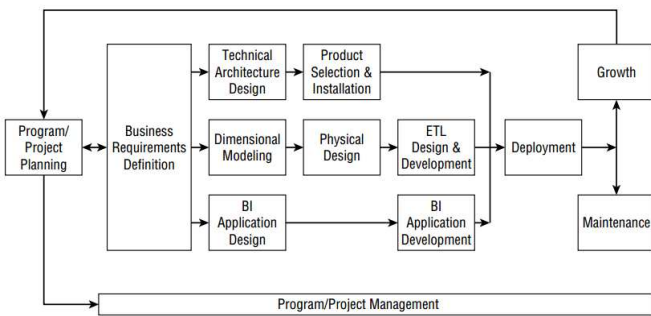 Technical
Architecture
Design
Product
Selection &
Installation
Growth
Program/
Project
Planning
Business
Requirements
Definition
Dimensional
Modeling
Physical
Design
ETL
Design &
Development
Deployment
BI
Application
Design
BI
Application
Development
Maintenance
Program/Project Management